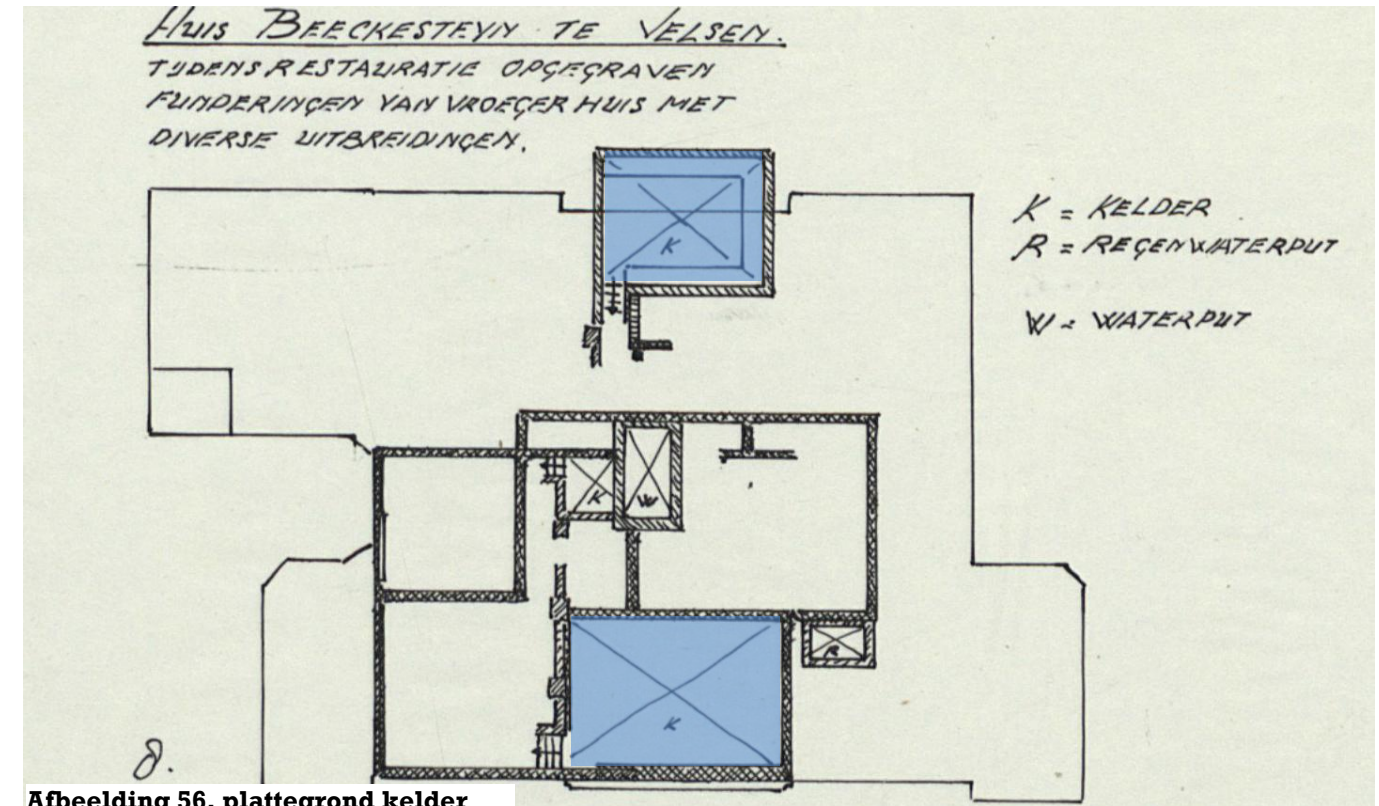 HUIS BEECKESTEYN TE VELSEN.
TIJDENS RESTAURATIE OPGEGRAVEN
FUNDERINGEN VAN VROEGER HUIS MET
DIVERSE UITBREIDINGEN.
K = KELDER
R = REGENWATERPUT
W = WATERPUT
K
K
W
R
K
Afbeelding 56. plattegrond kelder